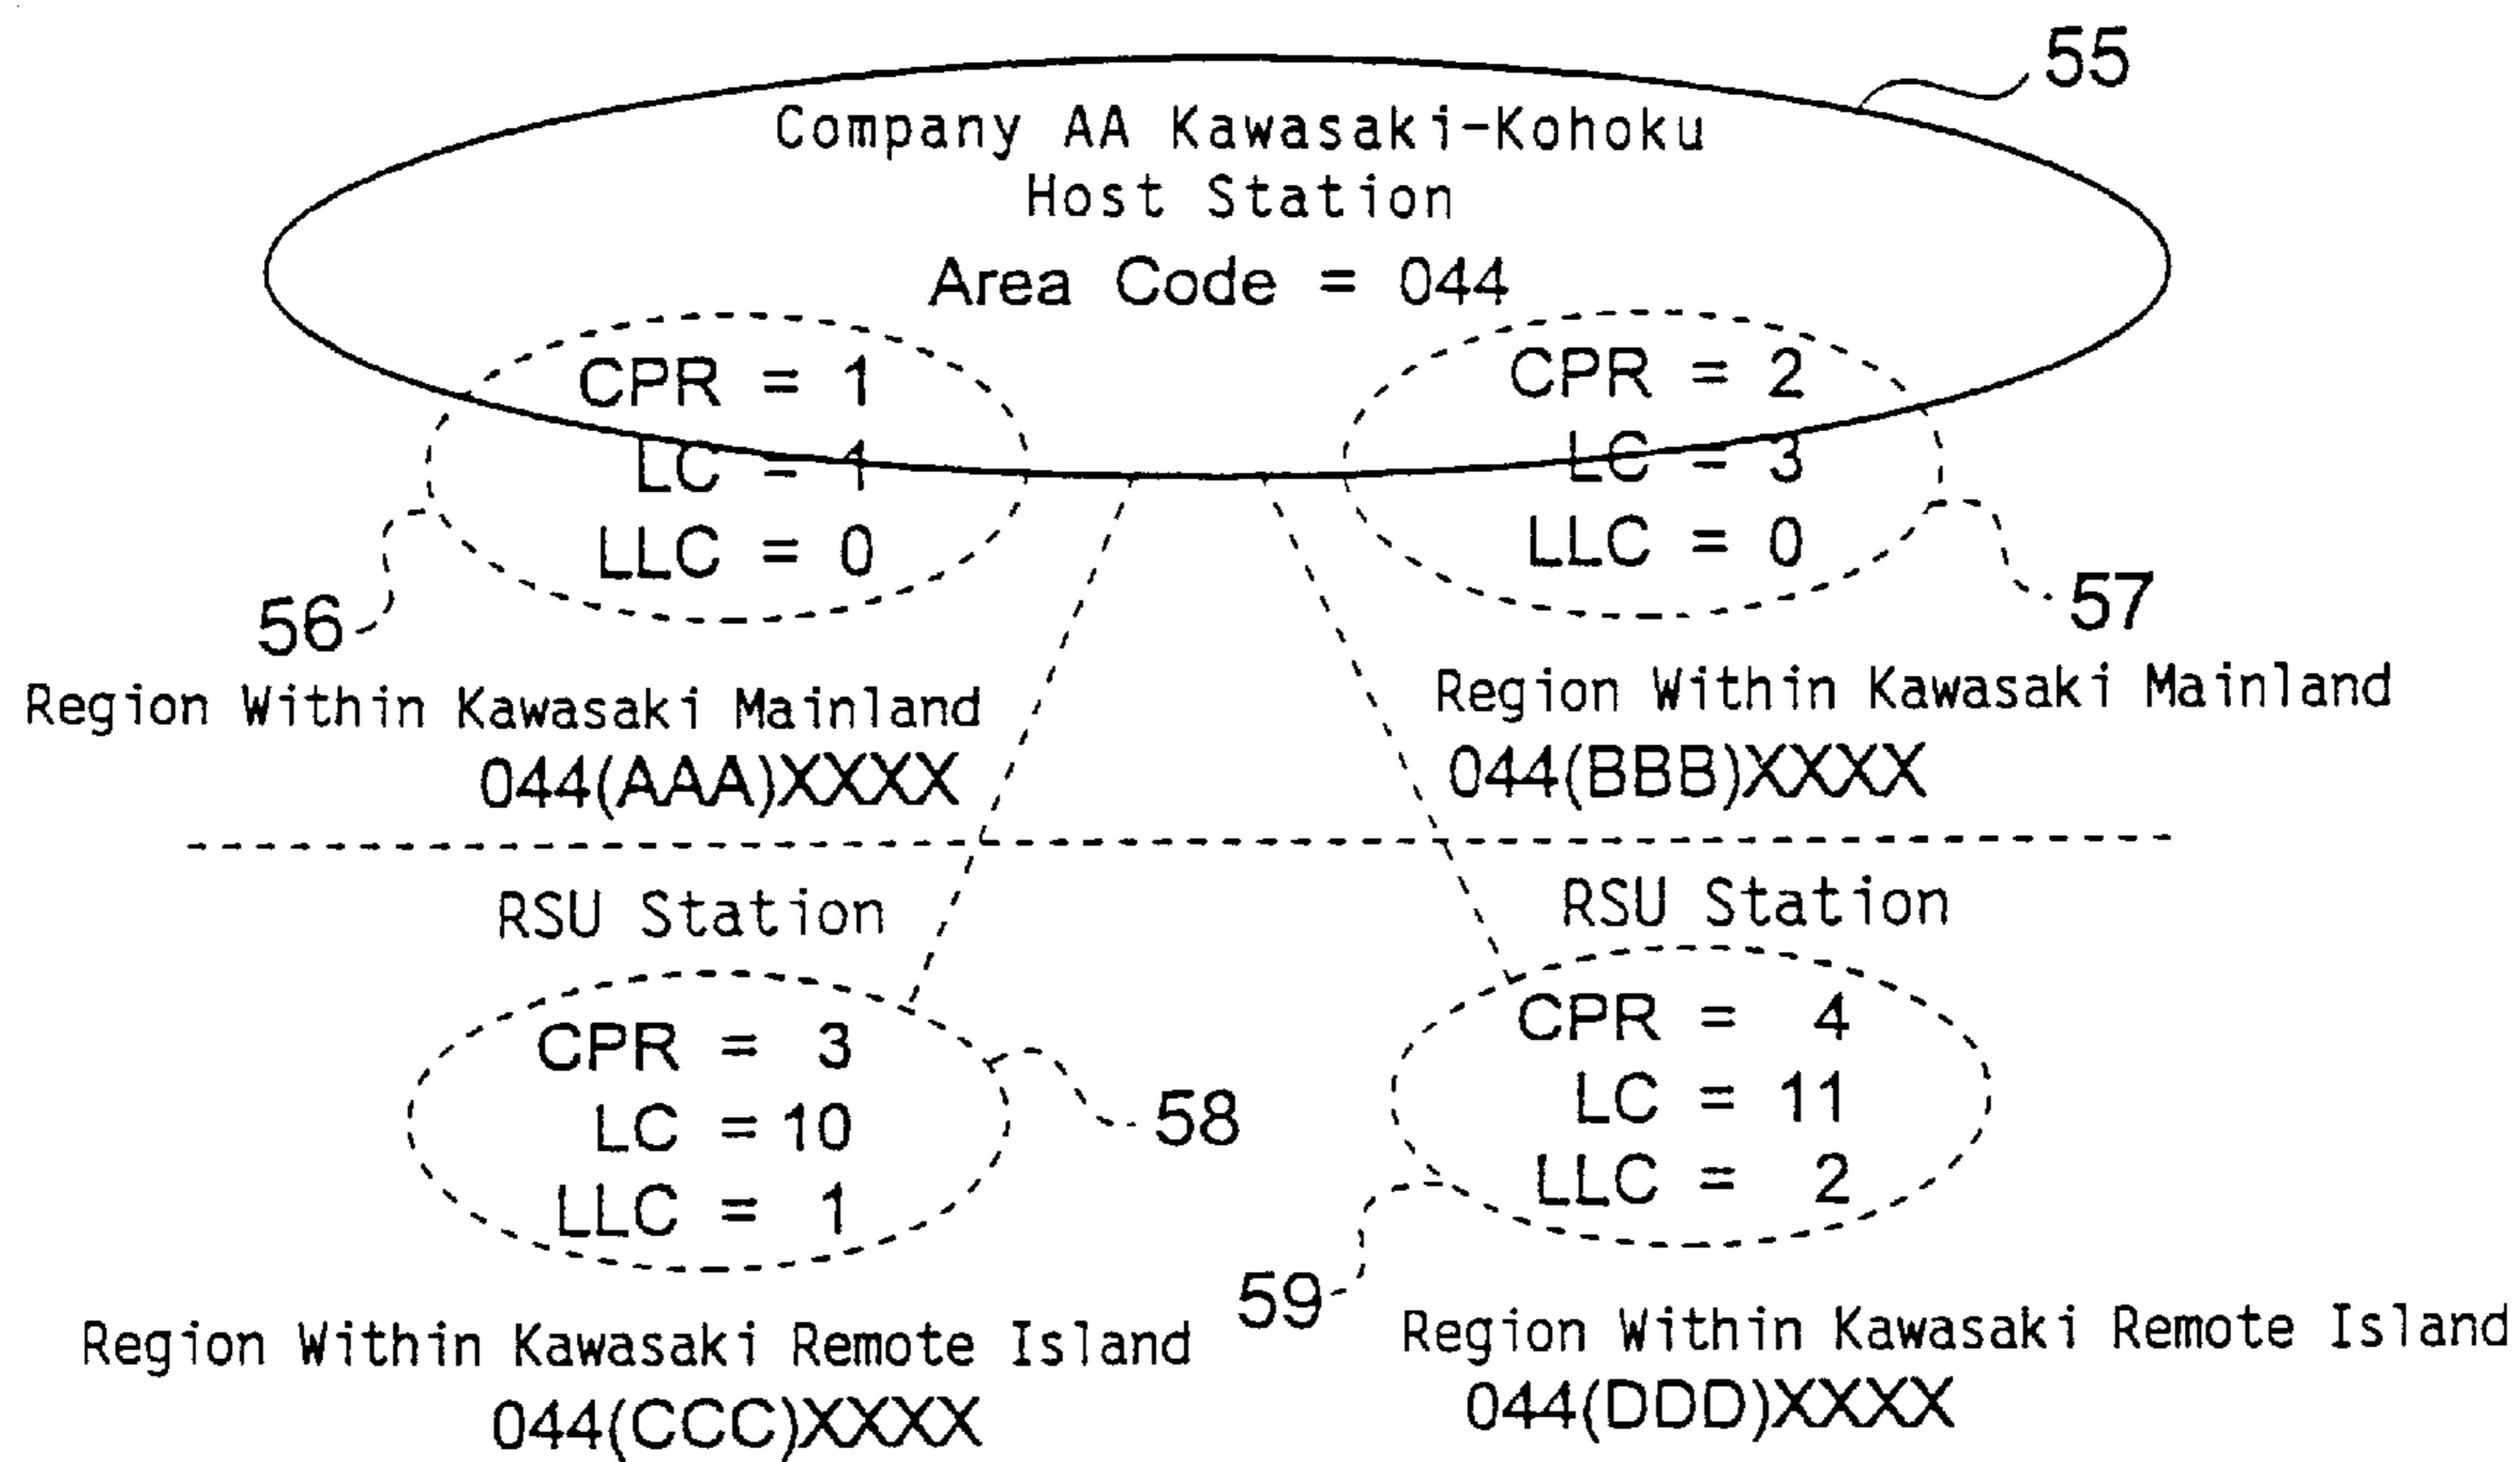 55
Company AA Kawasaki-Kohoku
Host Station
Area Code = 044
CPR = 1
LC = 1
LLC = 0
56
CPR = 2
LC = 3
LLC = 0
57
Region Within Kawasaki Mainland
044(AAA)XXXX
Region Within Kawasaki Mainland
044(BBB)XXXX
RSU Station
CPR = 3
LC = 10
LLC = 1
58
Region Within Kawasaki Remote Island
044(CCC)XXXX
RSU Station
CPR = 4
LC = 11
LLC = 2
59
Region Within Kawasaki Remote Island
044(DDD)XXXX